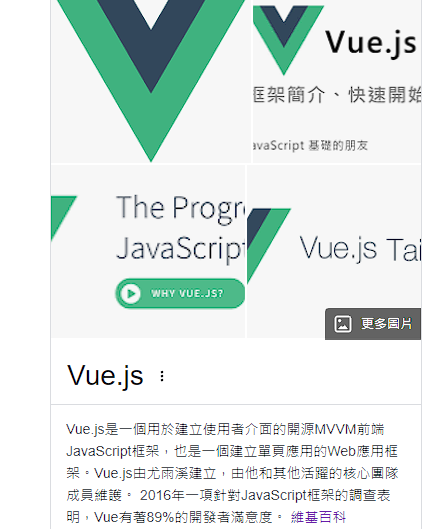 Vue.js
框架簡介、快速開始
JavaScript 基礎的朋友
The Progr
JavaScript
WHY VUE.JS?
Vue.js Tai
更多圖片
Vue.js
Vue.js是一個用於建立使用者介面的開源MVVM前端
JavaScript框架，也是一個建立單頁應用的Web應用框
架。Vue.js由尤雨溪建立，由他和其他活躍的核心團隊
成員維護。 2016年一項針對JavaScript框架的調查表
明，Vue有著89%的開發者滿意度。 維基百科